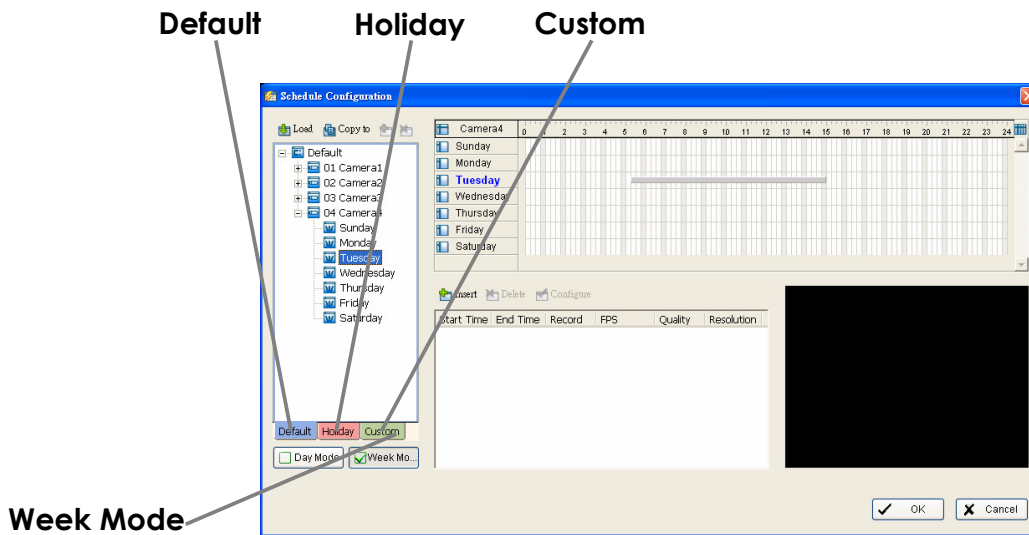 Default Holiday Custom
Schedule Configuration
Load Copy to
Default
01 Camera1
02 Camera2
03 Camera3
04 Camera4
Sunday
Monday
Tuesday
Wednesday
Thursday
Friday
Saturday
Default Holiday Custom
Day Mode Week Mo...
Camera4 0 1 2 3 4 5 6 7 8 9 10 11 12 13 14 15 16 17 18 19 20 21 22 23 24
Sunday
Monday
Tuesday
Wednesday
Thursday
Friday
Saturday
Insert Delete Configure
Start Time End Time Record FPS Quality Resolution
OK Cancel
Week Mode